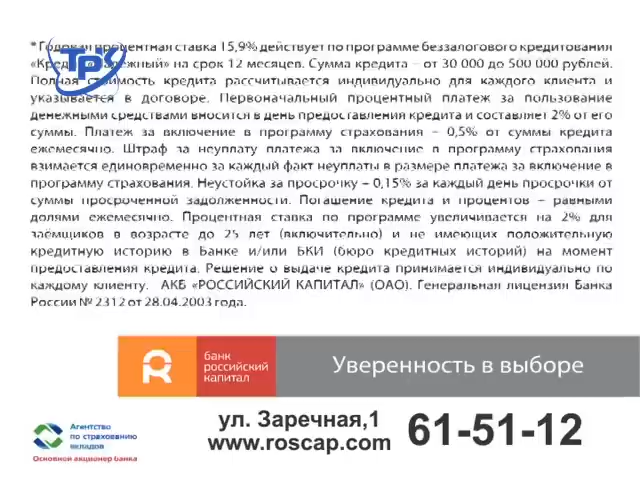 ТРК
* Годовая процентная ставка 15,9% действует по программе беззалогового кредитования
«Кредит Надежный» на срок 12 месяцев. Сумма кредита – от 30 000 до 500 000 рублей.
Полная стоимость кредита рассчитывается индивидуально для каждого клиента и
указывается в договоре. Первоначальный процентный платеж за пользование
денежными средствами вносится в день предоставления кредита и составляет 2% от его
суммы. Платеж за включение в программу страхования – 0,5% от суммы кредита
ежемесячно. Штраф за неуплату платежа за включение в программу страхования
взимается единовременно за каждый факт неуплаты в размере платежа за включение в
программу страхования. Неустойка за просрочку – 0,15% за каждый день просрочки от
суммы просроченной задолженности. Погашение кредита и процентов – равными
долями ежемесячно. Процентная ставка по программе увеличивается на 2% для
заёмщиков в возрасте до 25 лет (включительно) и не имеющих положительную
кредитную историю в Банке и/или БКИ (бюро кредитных историй) на момент
предоставления кредита. Решение о выдаче кредита принимается индивидуально по
каждому клиенту. АКБ «РОССИЙСКИЙ КАПИТАЛ» (ОАО). Генеральная лицензия Банка
России № 2312 от 28.04.2003 года.
банк
российский
капитал
Уверенность в выборе
Агентство
по страхованию
вкладов
Основной акционер банка
ул. Заречная,1
www.roscap.com
61-51-12